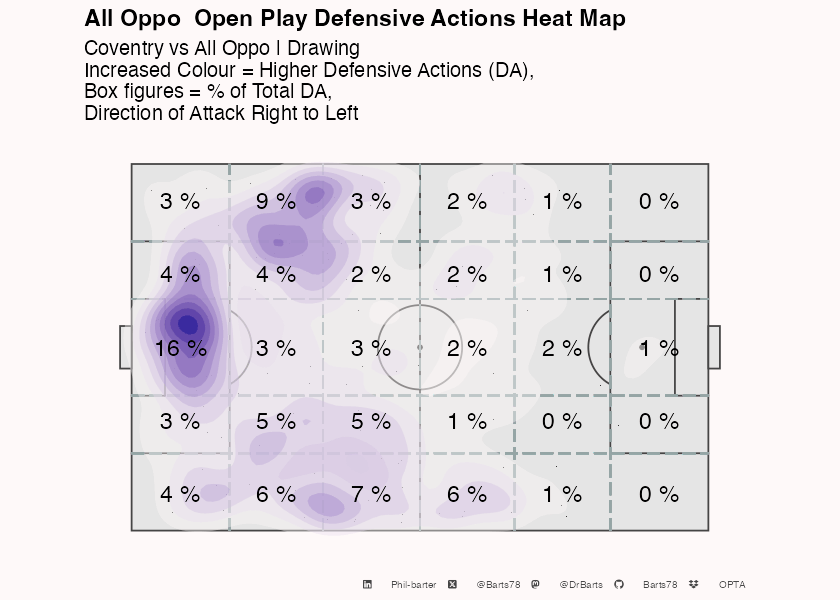 All Oppo  Open Play Defensive Actions Heat Map
Coventry vs All Oppo | Drawing
Increased Colour = Higher Defensive Actions (DA),
Box figures = % of Total DA,
Direction of Attack Right to Left
3 % 9 % 3 % 2 % 1 % 0 %
4 % 4 % 2 % 2 % 1 % 0 %
16 % 3 % 3 % 2 % 2 % 1 %
3 % 5 % 5 % 1 % 0 % 0 %
4 % 6 % 7 % 6 % 1 % 0 %
Phil-barter @Barts78 @DrBarts Barts78 OPTA